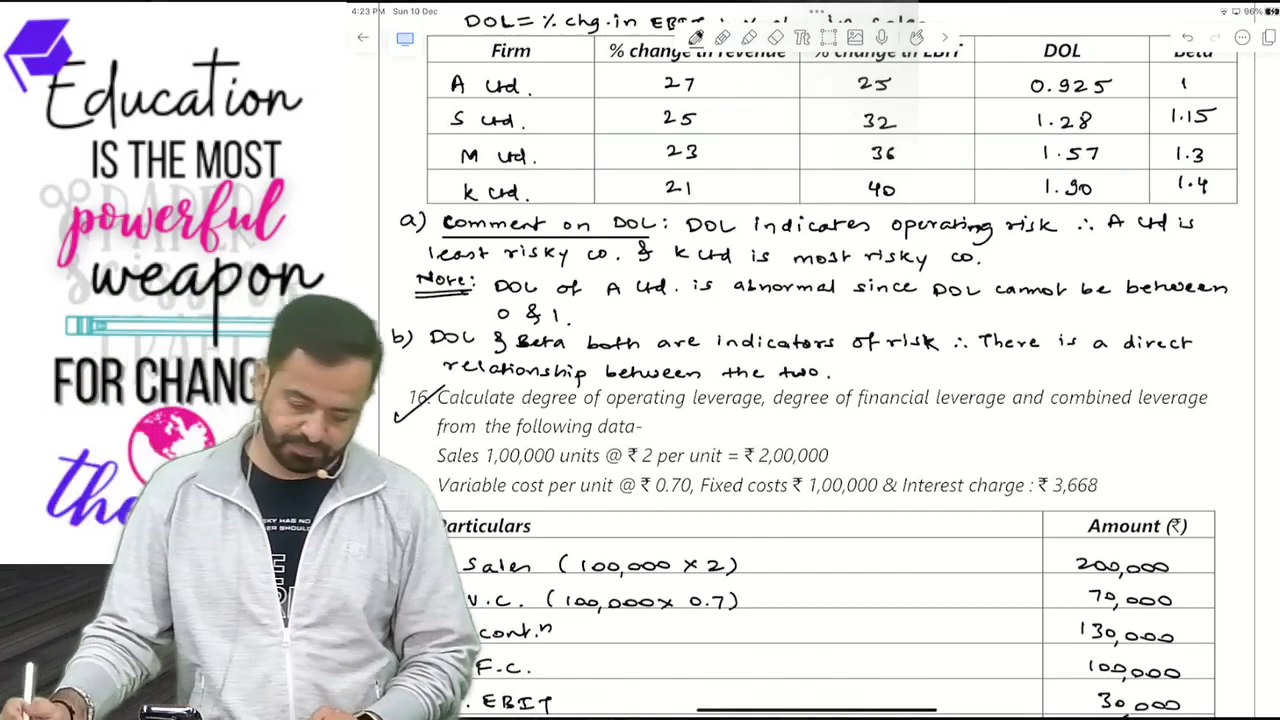 4:23 PM Sun 10 Dec
96%
Education
IS THE MOST
powerful
weapon
FOR CHANG
the
DOL = % chg. in EBIT
Firm % change in revenue % change in EBIT DOL Beta
A Ltd. 27 25 0.925 1
S Ltd. 25 32 1.28 1.15
M Ltd. 23 36 1.57 1.3
K Ltd. 21 40 1.90 1.4
a) Comment on DOL: DOL indicates operating risk ∴ A Ltd is
least risky co. & K Ltd is most risky co.
Note: DOL of A Ltd. is abnormal since DOL cannot be between
0 & 1.
b) DOL & Beta both are indicators of risk ∴ There is a direct
relationship between the two.
16. Calculate degree of operating leverage, degree of financial leverage and combined leverage
from the following data-
Sales 1,00,000 units @ ₹ 2 per unit = ₹ 2,00,000
Variable cost per unit @ ₹ 0.70, Fixed costs ₹ 1,00,000 & Interest charge : ₹ 3,668
Particulars Amount (₹)
Sales (100,000 × 2) 200,000
V.C. (100,000 × 0.7) 70,000
cont.n 130,000
F.C. 100,000
EBIT 30,000